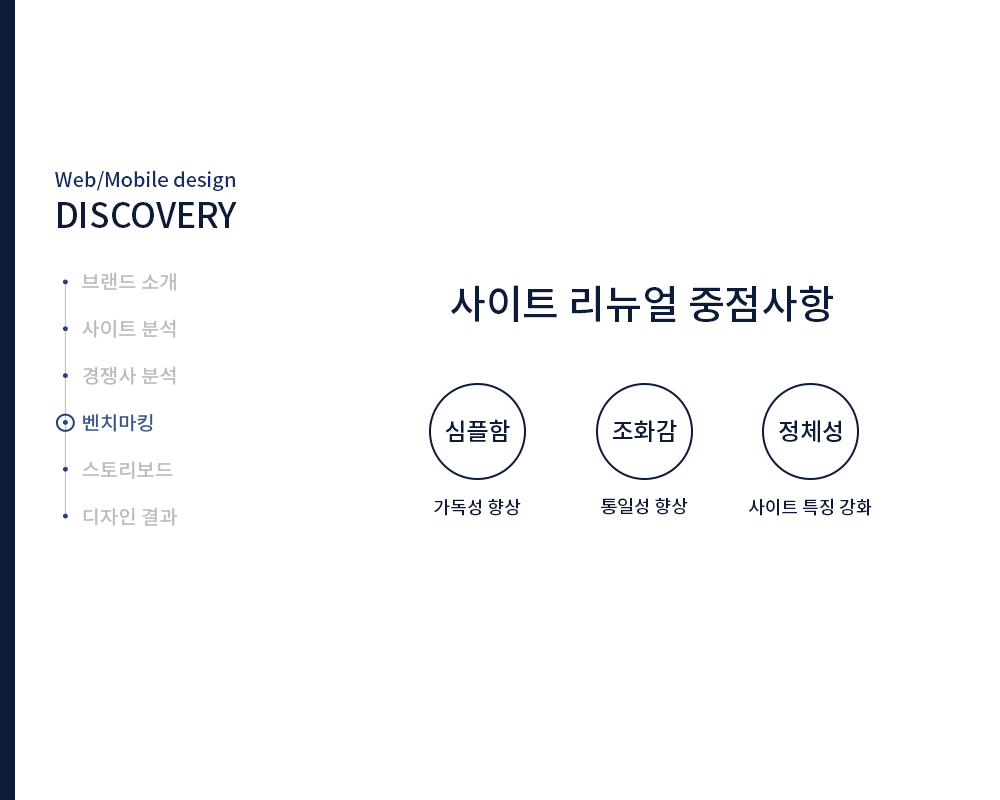 Web/Mobile design
DISCOVERY
브랜드 소개
사이트 분석
경쟁사 분석
벤치마킹
스토리보드
디자인 결과
사이트 리뉴얼 중점사항
심플함
조화감
정체성
가독성 향상
통일성 향상
사이트 특징 강화